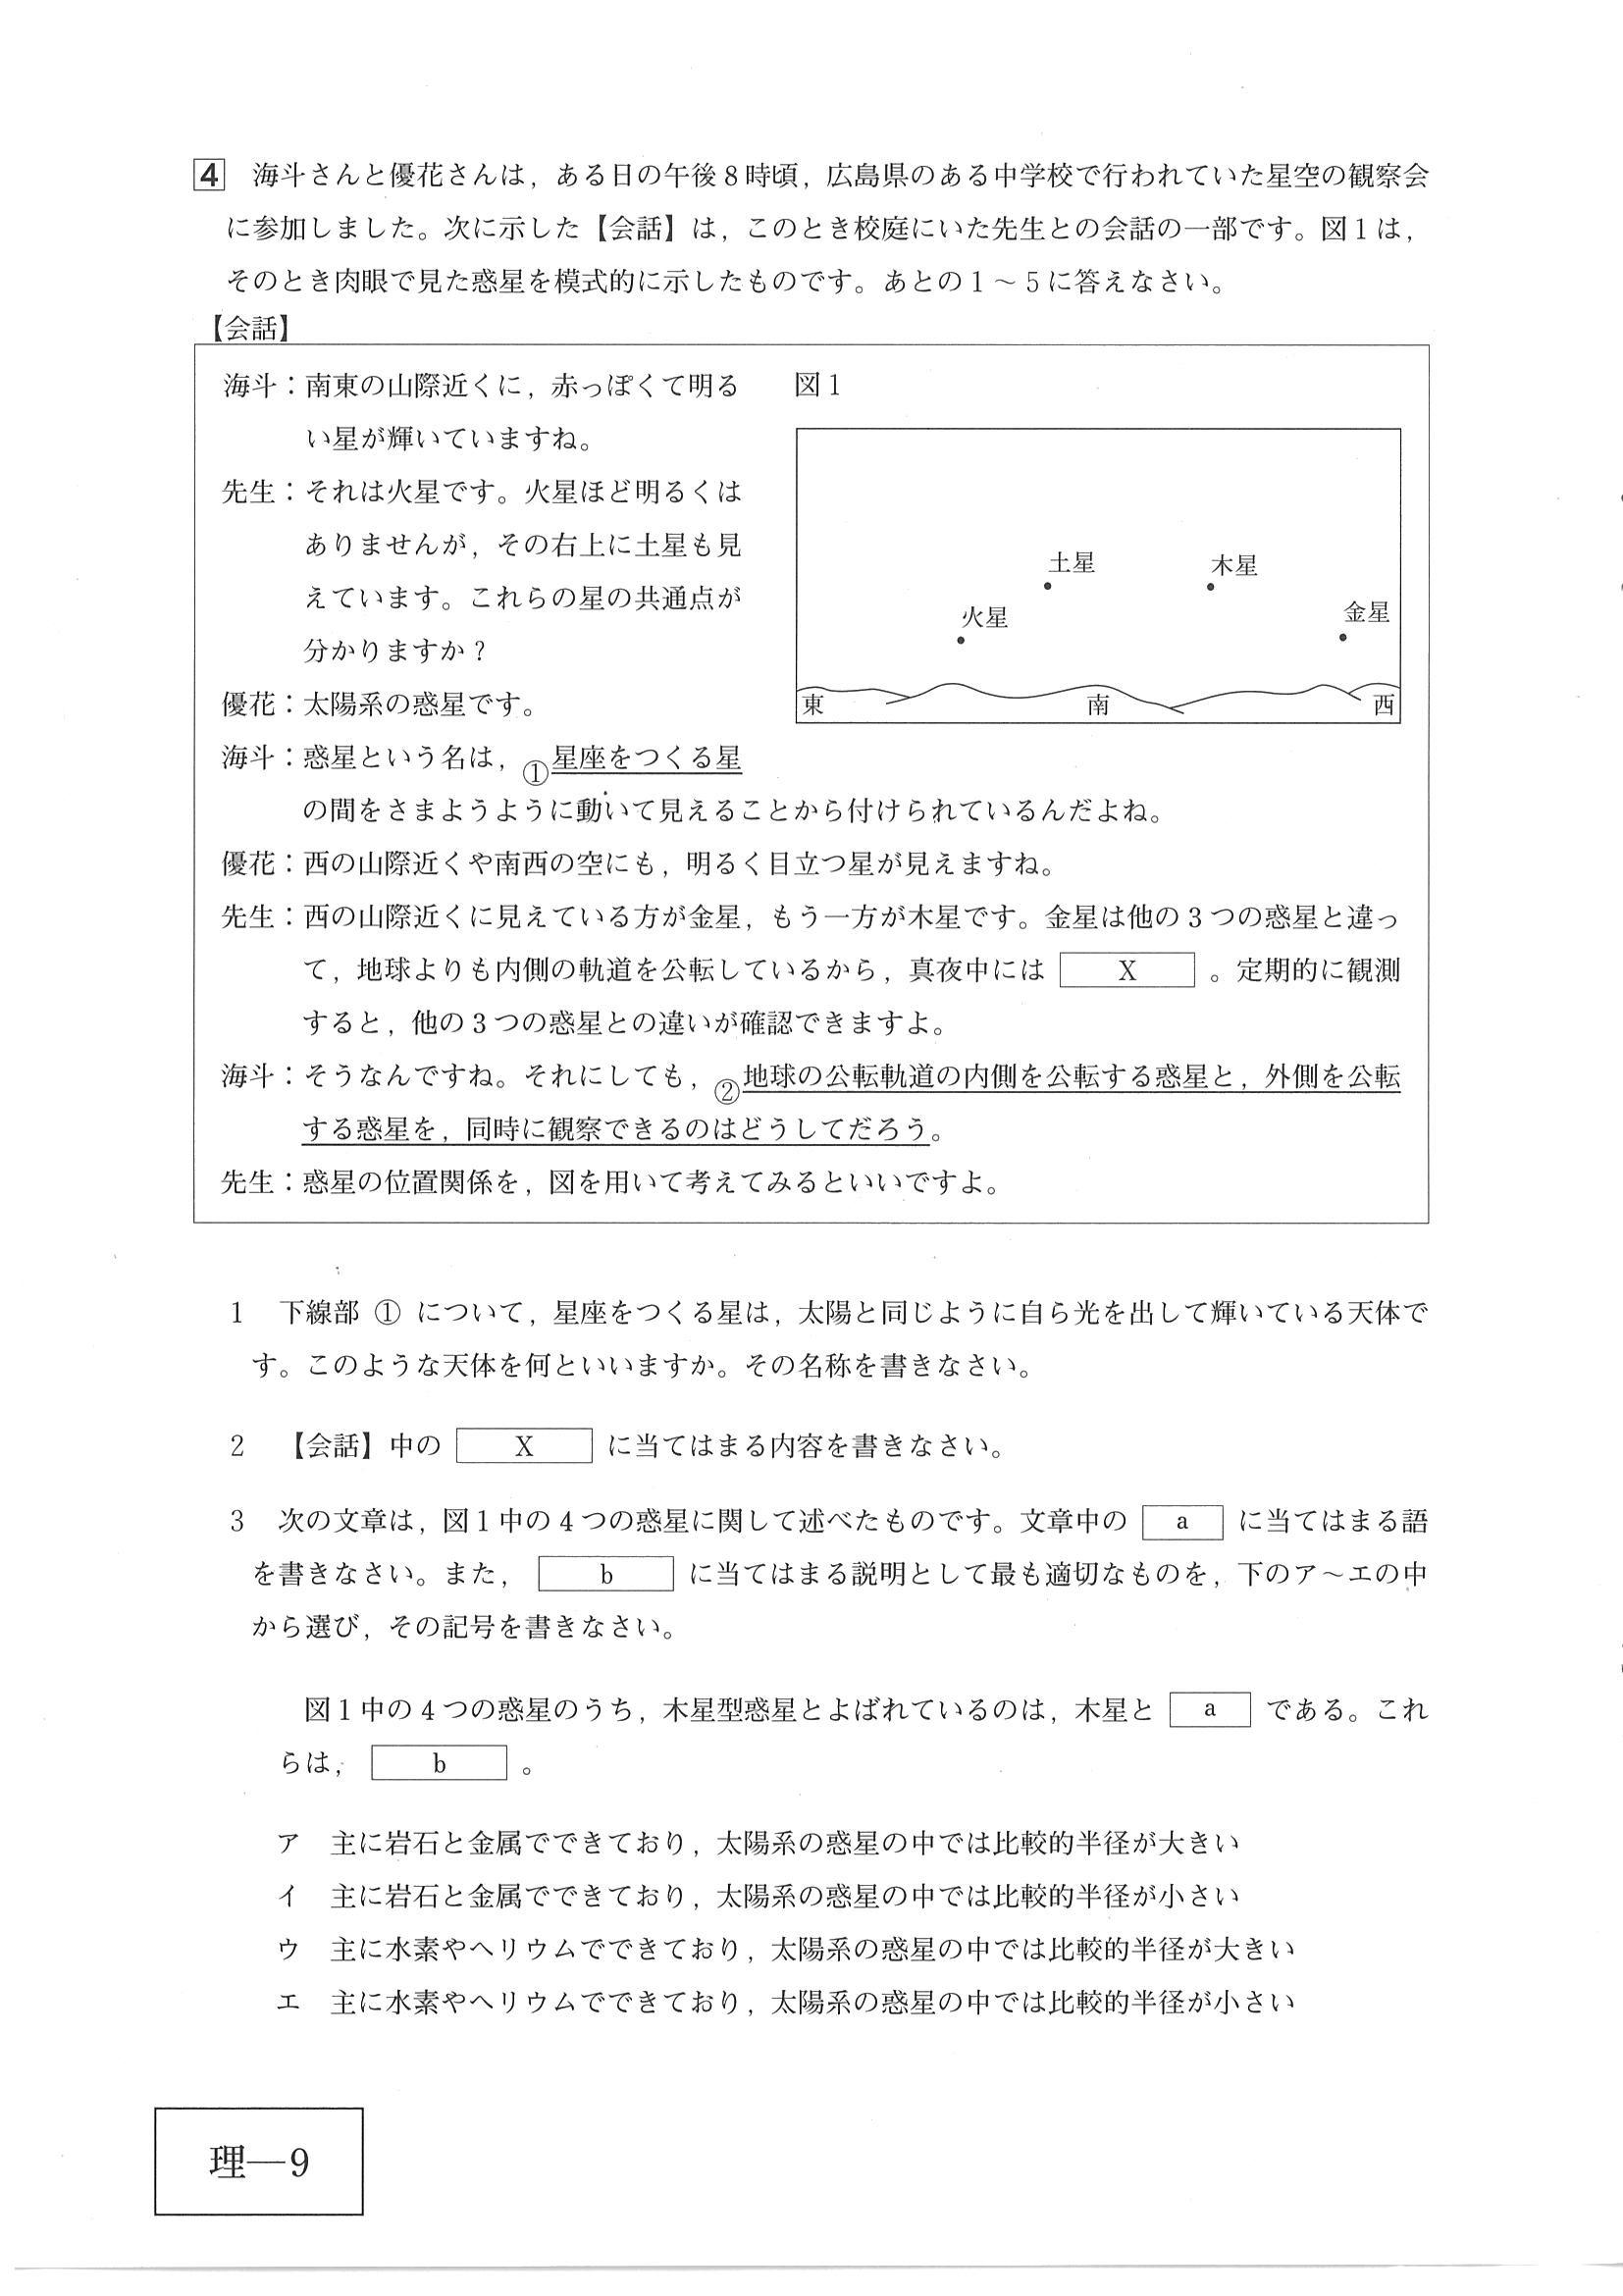 4 海斗さんと優花さんは，ある日の午後8時頃，広島県のある中学校で行われていた星空の観察会
に参加しました。次に示した【会話】は，このとき校庭にいた先生との会話の一部です。図1は，
そのとき肉眼で見た惑星を模式的に示したものです。あとの1～5に答えなさい。
【会話】
海斗：南東の山際近くに，赤っぽくて明る
い星が輝いていますね。
先生：それは火星です。火星ほど明るくは
ありませんが，その右上に土星も見
えています。これらの星の共通点が
分かりますか？
優花：太陽系の惑星です。
海斗：惑星という名は，①星座をつくる星
図1
土星
木星
火星
金星
東
南
西
の間をさまようように動いて見えることから付けられているんだよね。
優花：西の山際近くや南西の空にも，明るく目立つ星が見えますね。
先生：西の山際近くに見えている方が金星，もう一方が木星です。金星は他の3つの惑星と違っ
て，地球よりも内側の軌道を公転しているから，真夜中には X 。定期的に観測
すると，他の3つの惑星との違いが確認できますよ。
海斗：そうなんですね。それにしても，②地球の公転軌道の内側を公転する惑星と，外側を公転
する惑星を，同時に観察できるのはどうしてだろう。
先生：惑星の位置関係を，図を用いて考えてみるといいですよ。
1 下線部 ① について，星座をつくる星は，太陽と同じように自ら光を出して輝いている天体で
す。このような天体を何といいますか。その名称を書きなさい。
2 【会話】中の X に当てはまる内容を書きなさい。
3 次の文章は，図1中の4つの惑星に関して述べたものです。文章中の a に当てはまる語
を書きなさい。また， b に当てはまる説明として最も適切なものを，下のア～エの中
から選び，その記号を書きなさい。
図1中の4つの惑星のうち，木星型惑星とよばれているのは，木星と a である。これ
らは， b 。
ア 主に岩石と金属でできており，太陽系の惑星の中では比較的半径が大きい
イ 主に岩石と金属でできており，太陽系の惑星の中では比較的半径が小さい
ウ 主に水素やヘリウムでできており，太陽系の惑星の中では比較的半径が大きい
エ 主に水素やヘリウムでできており，太陽系の惑星の中では比較的半径が小さい
理―9